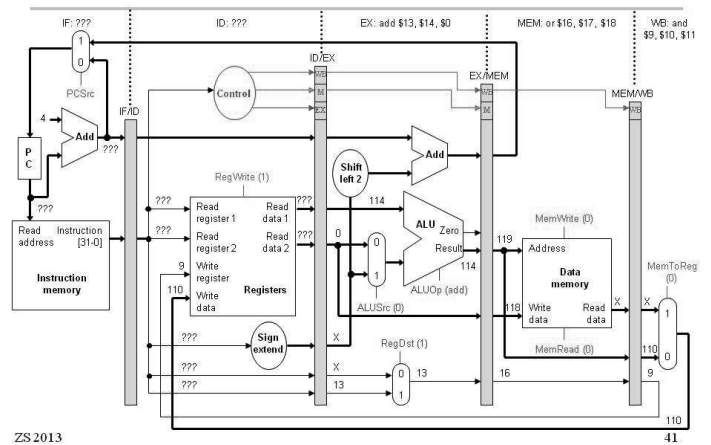 IF: ???
ID: ???
EX: add $13, $14, $0
MEM: or $16, $17, $18
WB: and
$9, $10, $11
1
0
PCSrc
4
Add
P
C
???
???
IF/ID
Control
ID/EX
WB
M
EX
EX/MEM
WB
M
MEM/WB
WB
Add
Shift
left 2
RegWrite (1)
Read
address
Instruction
[31-0]
Instruction
memory
???
???
9
110
Read
register 1
Read
register 2
Write
register
Write
data
Read
data 1
Read
data 2
Registers
???
???
114
0
0
1
ALUSrc (0)
ALU
Zero
Result
114
ALUOp (add)
119
118
MemWrite (0)
Address
Data
memory
Write
data
Read
data
MemRead (0)
X
X
MemToReg
(0)
1
0
110
???
Sign
extend
X
???
X
???
13
RegDst (1)
0
1
13
16
9
110
ZS 2013
41